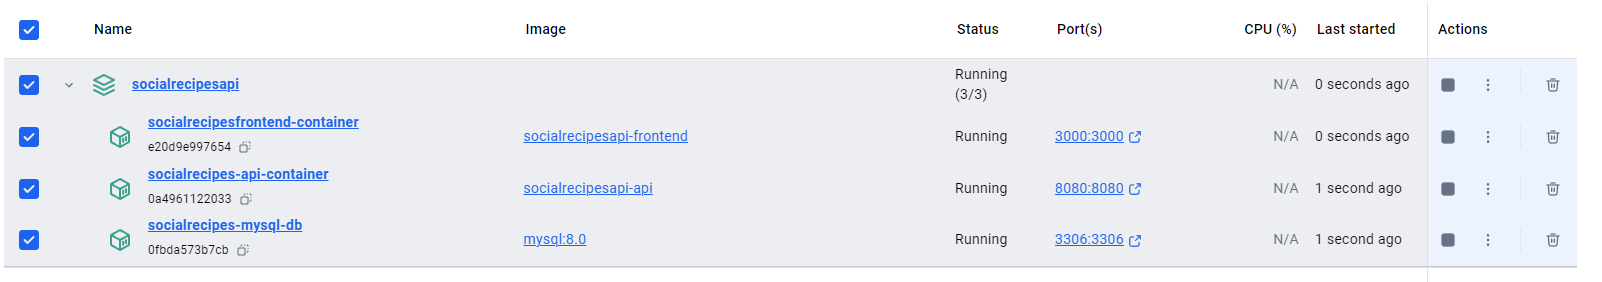 Name Image Status Port(s) CPU (%) Last started Actions
socialrecipesapi Running (3/3) N/A 0 seconds ago
socialrecipesfrontend-container socialrecipesapi-frontend Running 3000:3000 N/A 0 seconds ago
e20d9e997654
socialrecipes-api-container socialrecipesapi-api Running 8080:8080 N/A 1 second ago
0a4961122033
socialrecipes-mysql-db mysql:8.0 Running 3306:3306 N/A 1 second ago
0fbda573b7cb